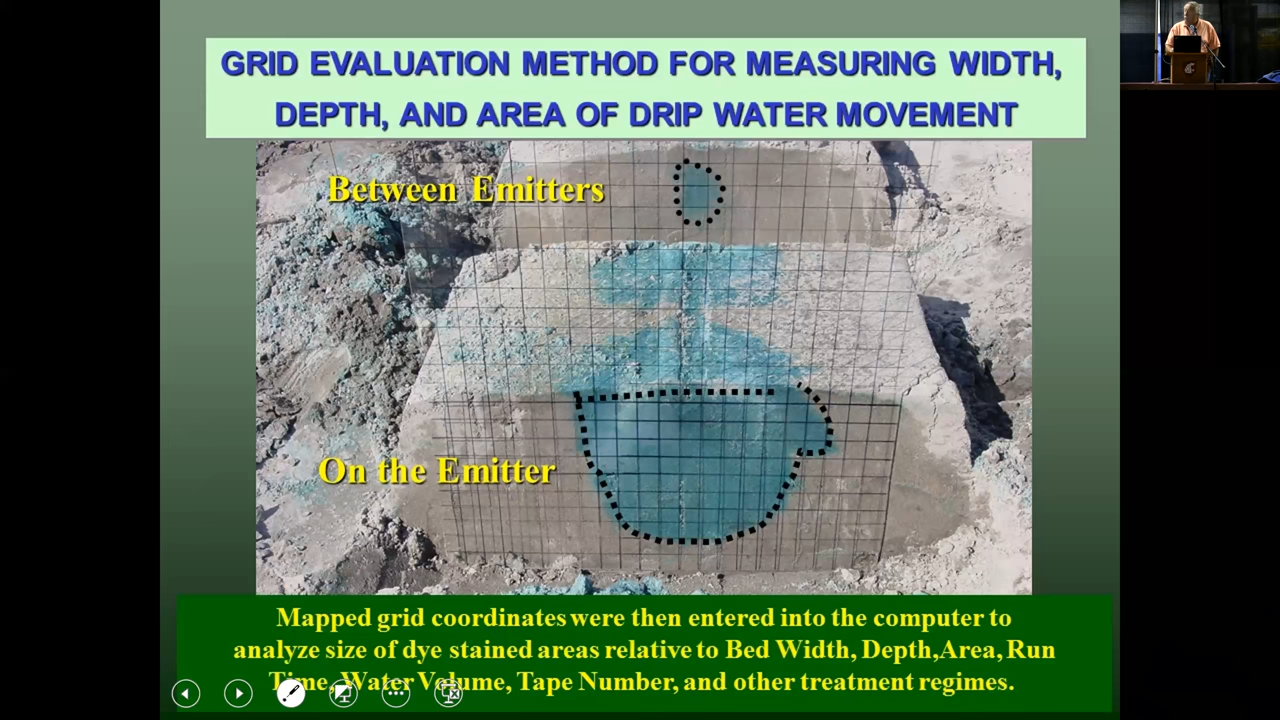 GRID EVALUATION METHOD FOR MEASURING WIDTH,
DEPTH, AND AREA OF DRIP WATER MOVEMENT
Between Emitters
On the Emitter
Mapped grid coordinates were then entered into the computer to
analyze size of dye stained areas relative to Bed Width, Depth,Area, Run
Time, Water Volume, Tape Number, and other treatment regimes.